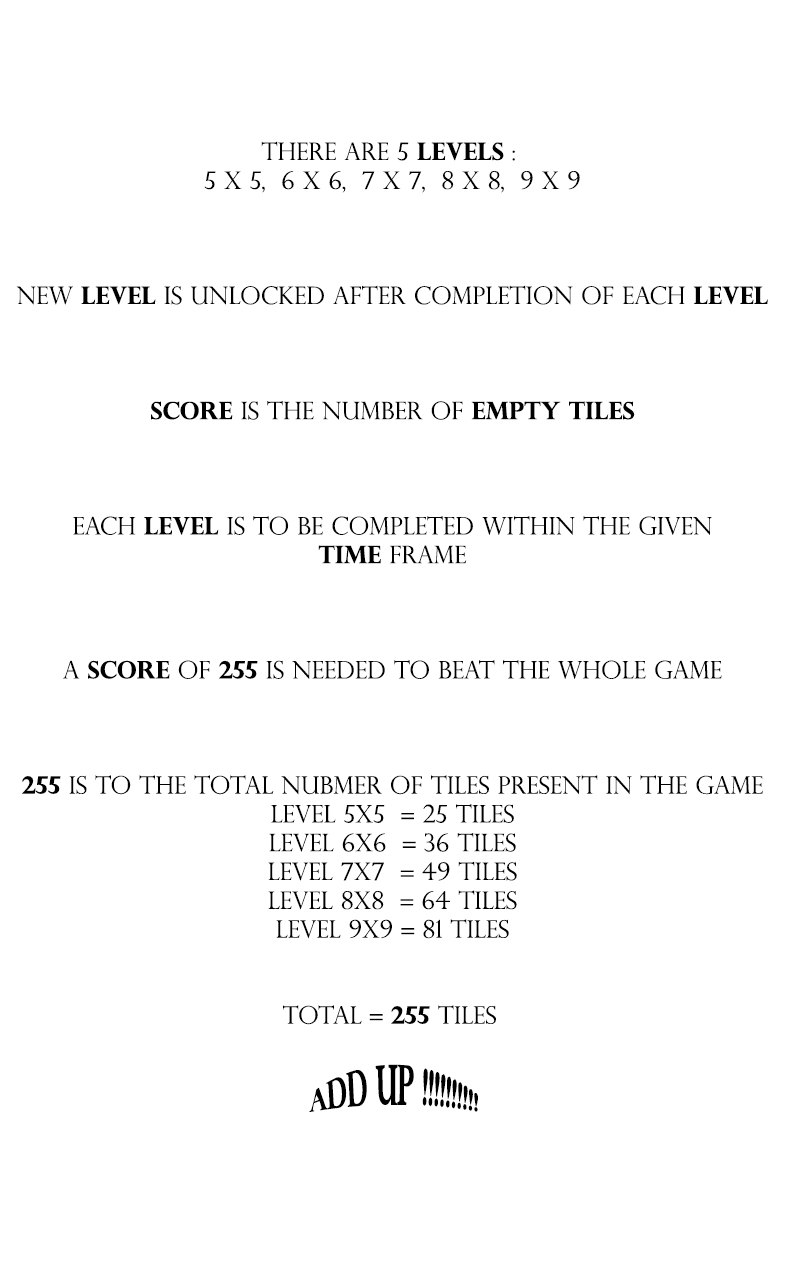 THERE ARE 5 LEVELS :
5 X 5, 6 X 6, 7 X 7, 8 X 8, 9 X 9
NEW LEVEL IS UNLOCKED AFTER COMPLETION OF EACH LEVEL
SCORE IS THE NUMBER OF EMPTY TILES
EACH LEVEL IS TO BE COMPLETED WITHIN THE GIVEN
TIME FRAME
A SCORE OF 255 IS NEEDED TO BEAT THE WHOLE GAME
255 IS TO THE TOTAL NUBMER OF TILES PRESENT IN THE GAME
LEVEL 5X5 = 25 TILES
LEVEL 6X6 = 36 TILES
LEVEL 7X7 = 49 TILES
LEVEL 8X8 = 64 TILES
LEVEL 9X9 = 81 TILES
TOTAL = 255 TILES
ADD UP !!!!!!!!!!